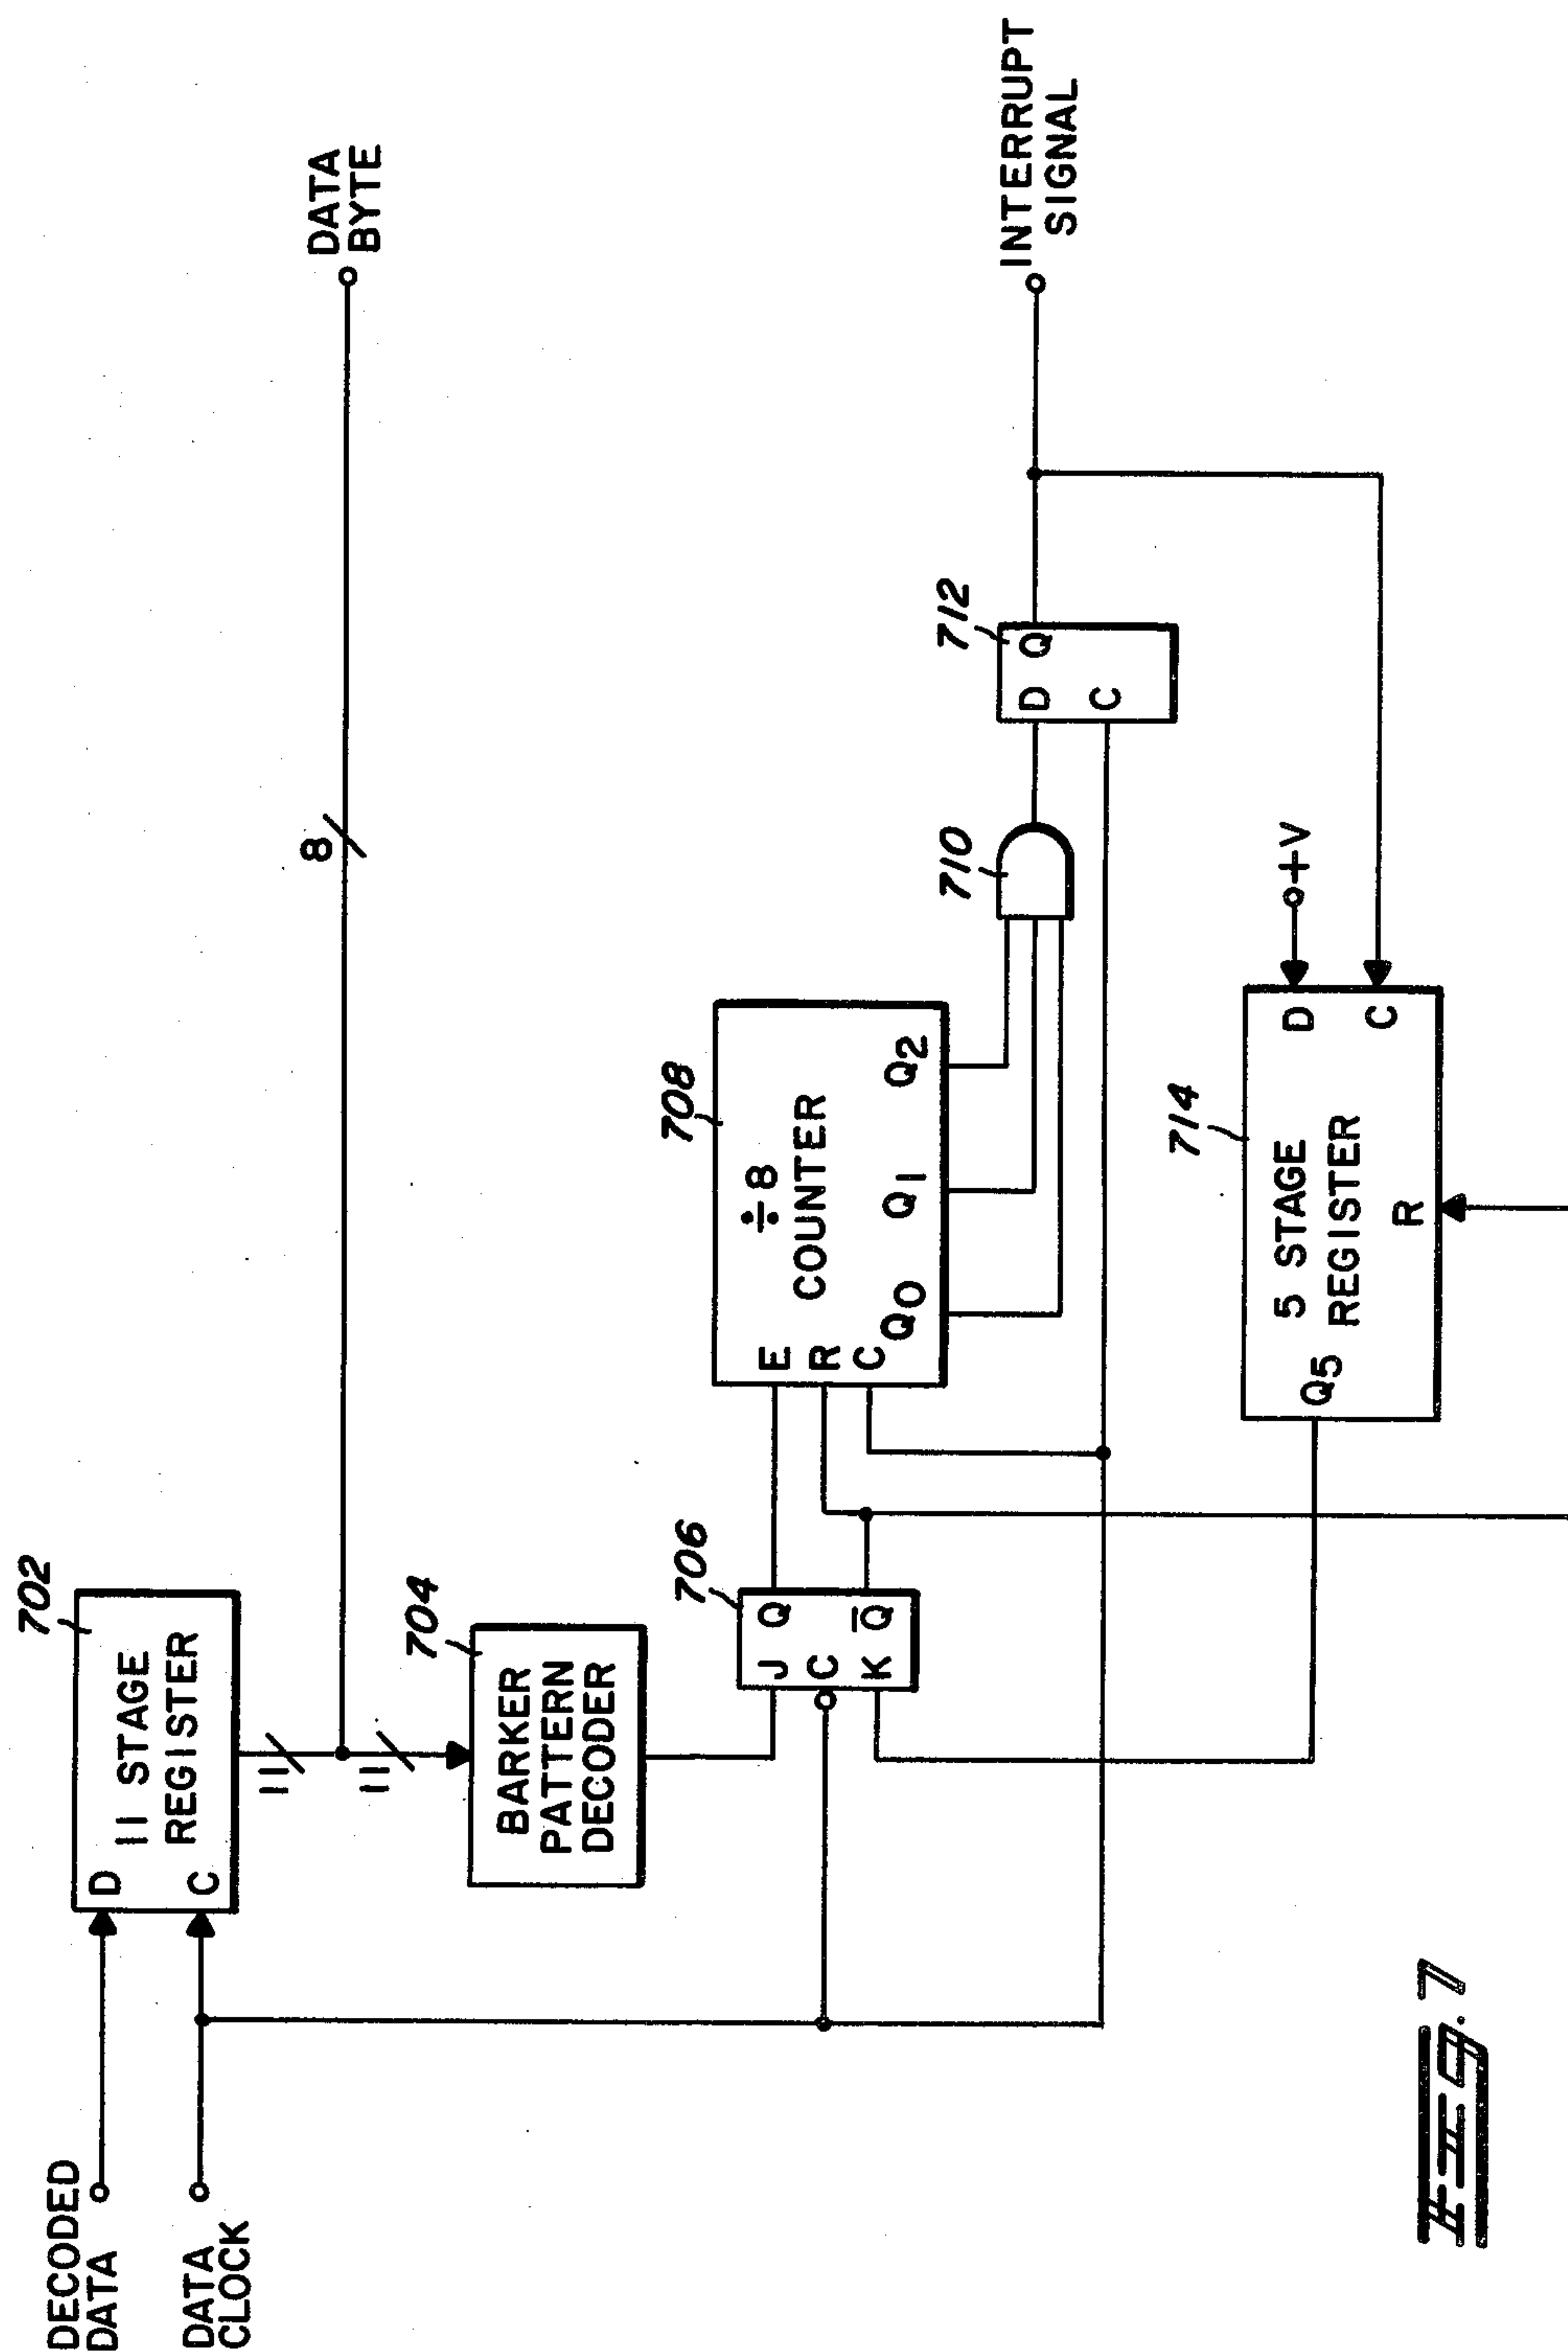 DECODED
DATA
DATA
CLOCK
702
D
C
11 STAGE
REGISTER
11
11
8
DATA
BYTE
704
BARKER
PATTERN
DECODER
706
J
Q
C
K
Q̅
708
E
R
C
÷8
COUNTER
Q0
Q1
Q2
710
712
D
Q
C
INTERRUPT
SIGNAL
714
Q5
5 STAGE
REGISTER
D
C
R
+V
Fig. 7